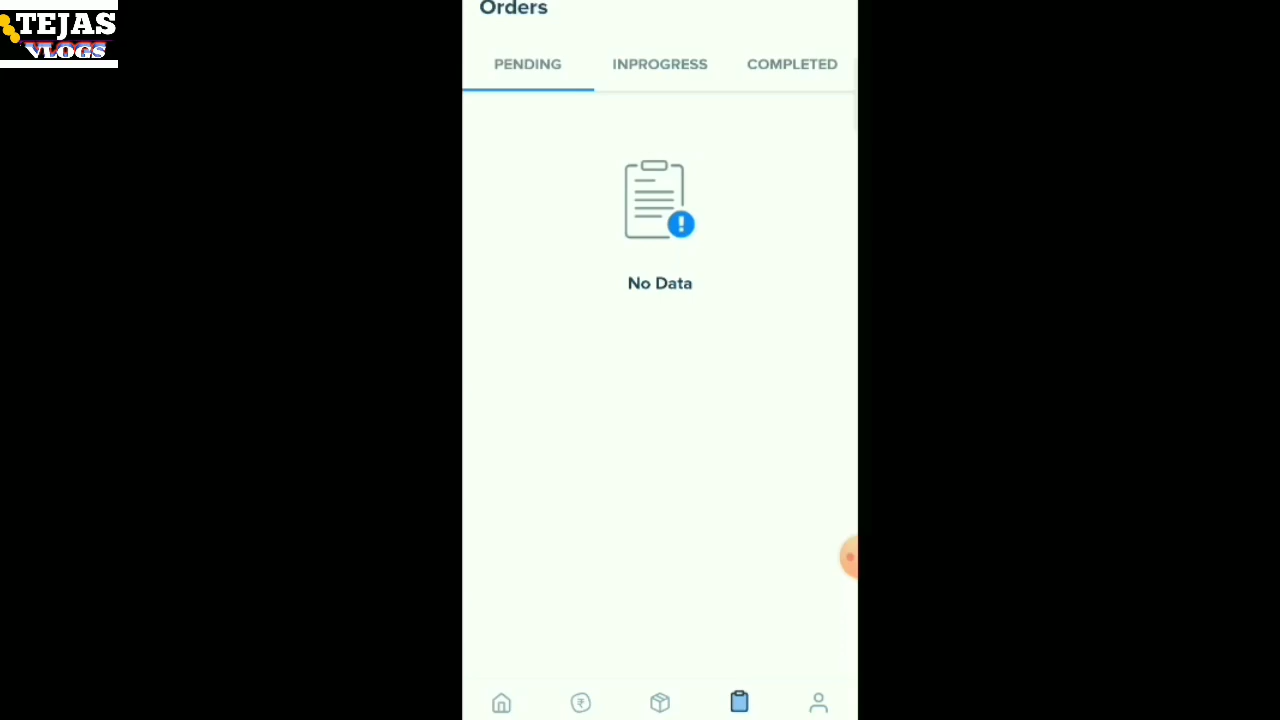 TEJAS
VLOGS
Orders
PENDING INPROGRESS COMPLETED
No Data